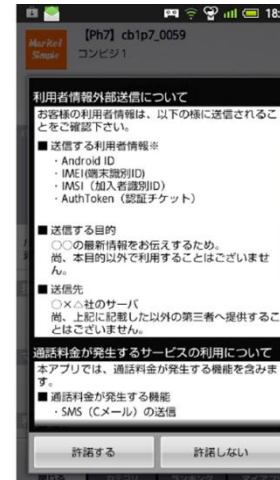 18:
Market
Simple
【Ph7】cb1p7_0059
コンビジ1
利用者情報外部送信について
お客様の利用者情報は、以下の様に送信されるこ
とをご確認下さい。
■ 送信する利用者情報※
・Android ID
・IMEI(端末識別ID)
・IMSI（加入者識別ID）
・AuthToken（認証チケット）
■ 送信する目的
○○の最新情報をお伝えするため。
尚、本目的以外で利用することはございませ
ん。
■ 送信先
○×△社のサーバ
尚、上記に記載した以外の第三者へ提供するこ
とはございません。
通話料金が発生するサービスの利用について
本アプリでは、通話料金が発生する機能を含みま
す。
■ 通話料金が発生する機能
・SMS（Cメール）の送信
許諾する
許諾しない